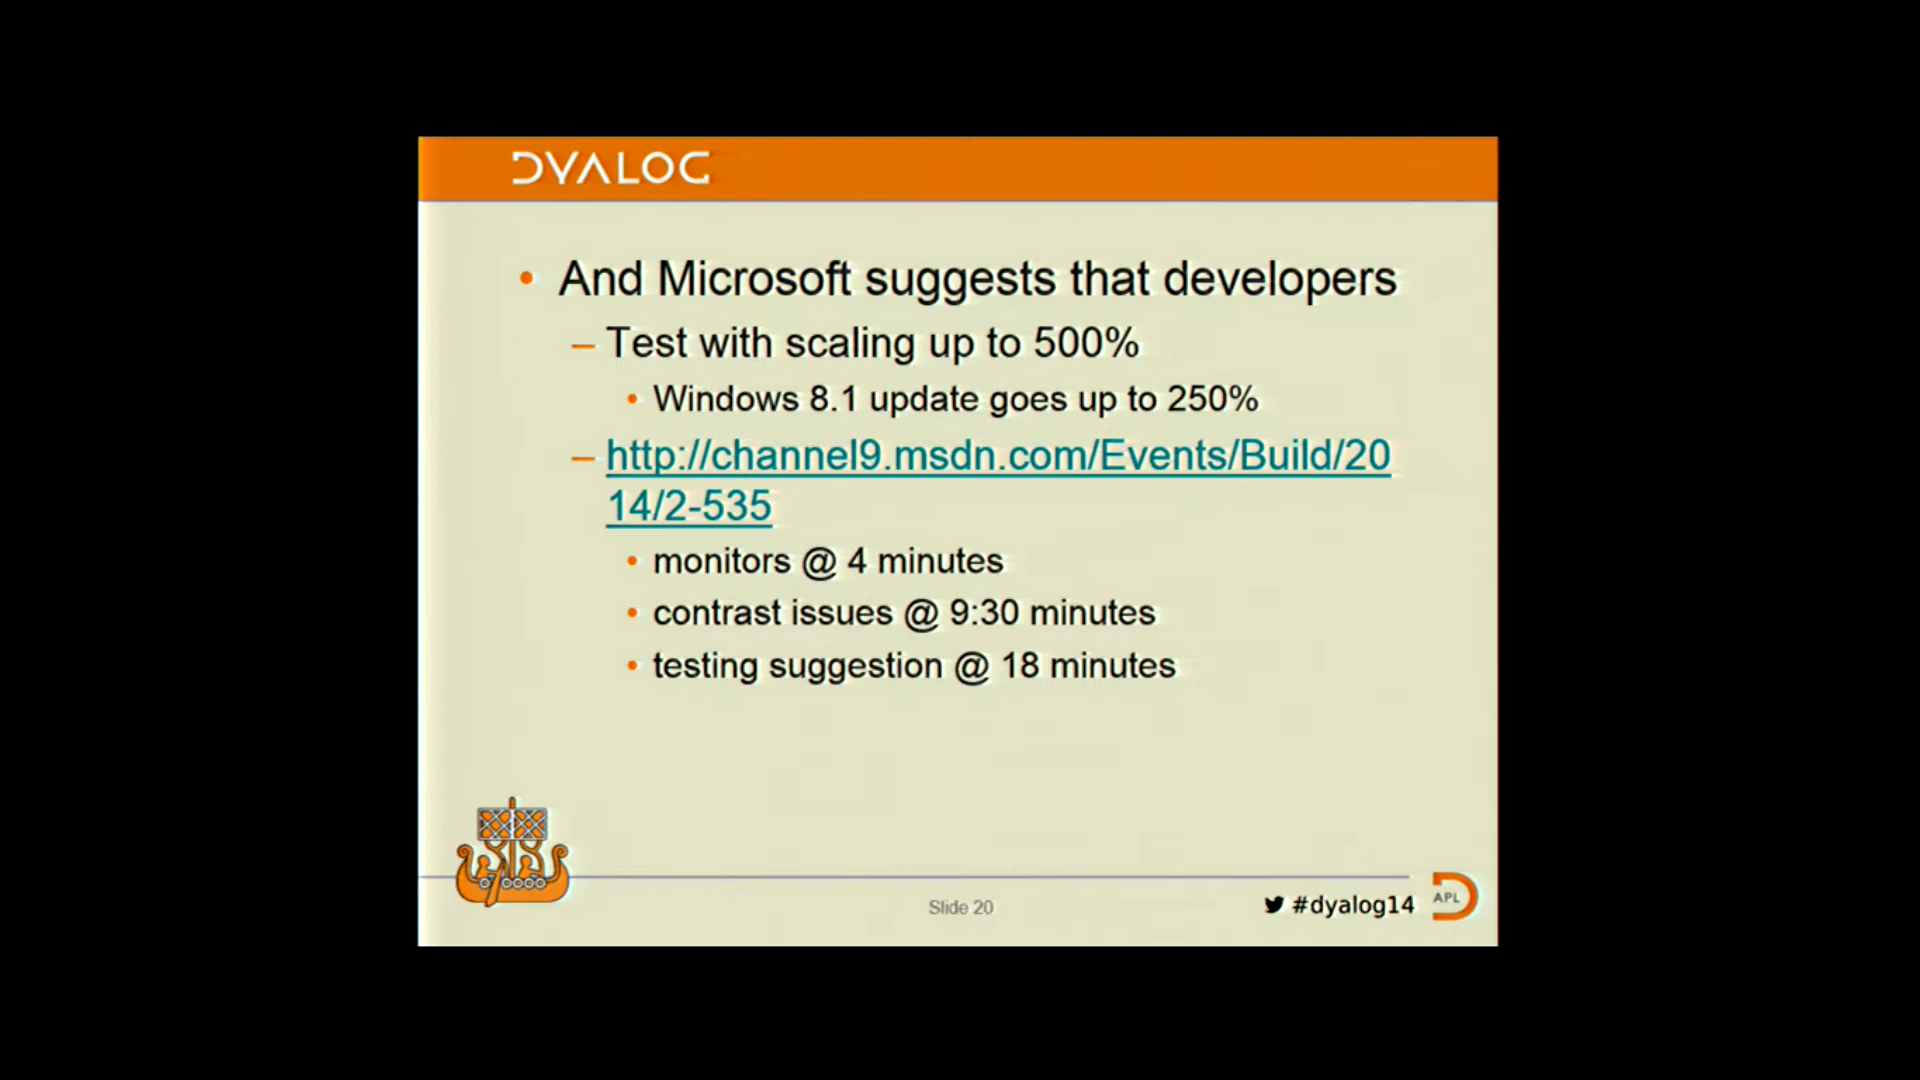 DYALOG
• And Microsoft suggests that developers
– Test with scaling up to 500%
• Windows 8.1 update goes up to 250%
– http://channel9.msdn.com/Events/Build/20
14/2-535
• monitors @ 4 minutes
• contrast issues @ 9:30 minutes
• testing suggestion @ 18 minutes
Slide 20
#dyalog14
APL